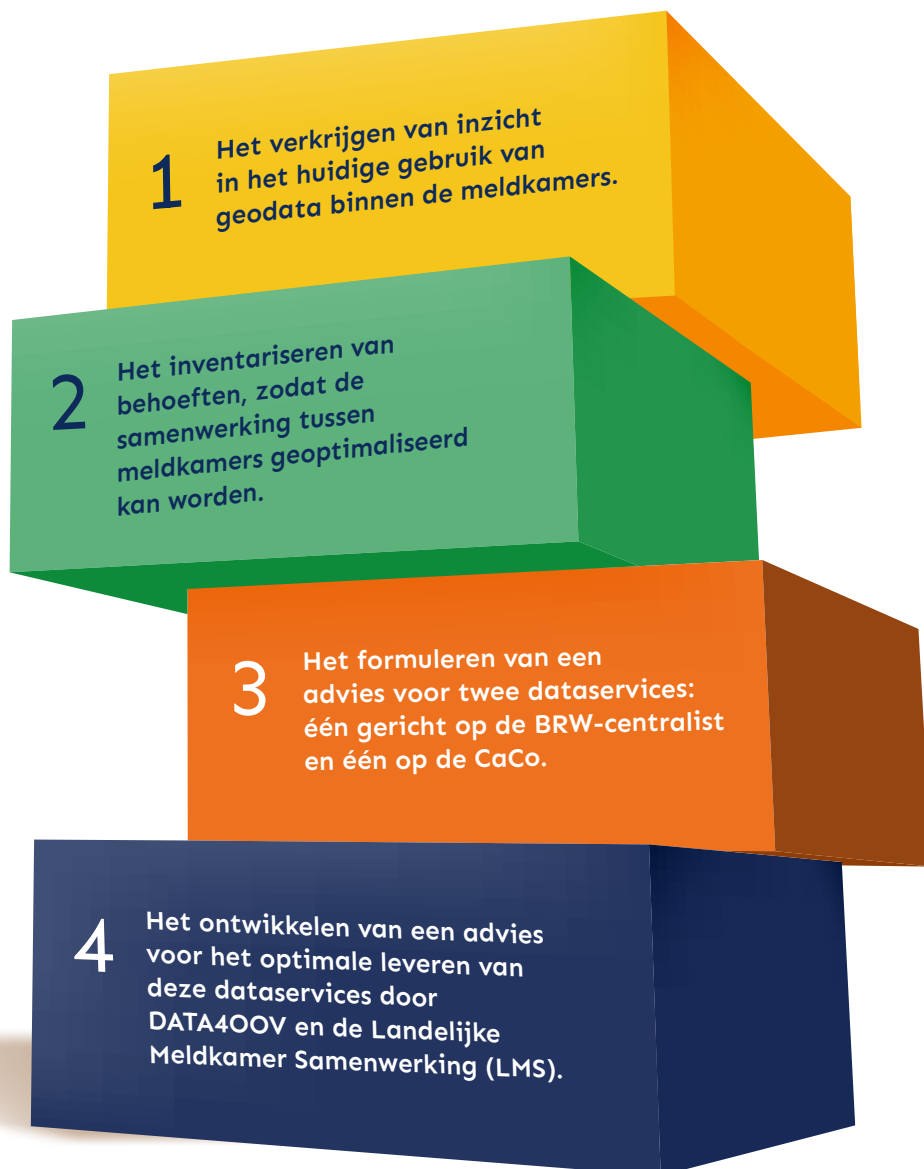 1
Het verkrijgen van inzicht
in het huidige gebruik van
geodata binnen de meldkamers.
2
Het inventariseren van
behoeften, zodat de
samenwerking tussen
meldkamers geoptimaliseerd
kan worden.
3
Het formuleren van een
advies voor twee dataservices:
één gericht op de BRW-centralist
en één op de CaCo.
4
Het ontwikkelen van een advies
voor het optimale leveren van
deze dataservices door
DATA4OOV en de Landelijke
Meldkamer Samenwerking (LMS).